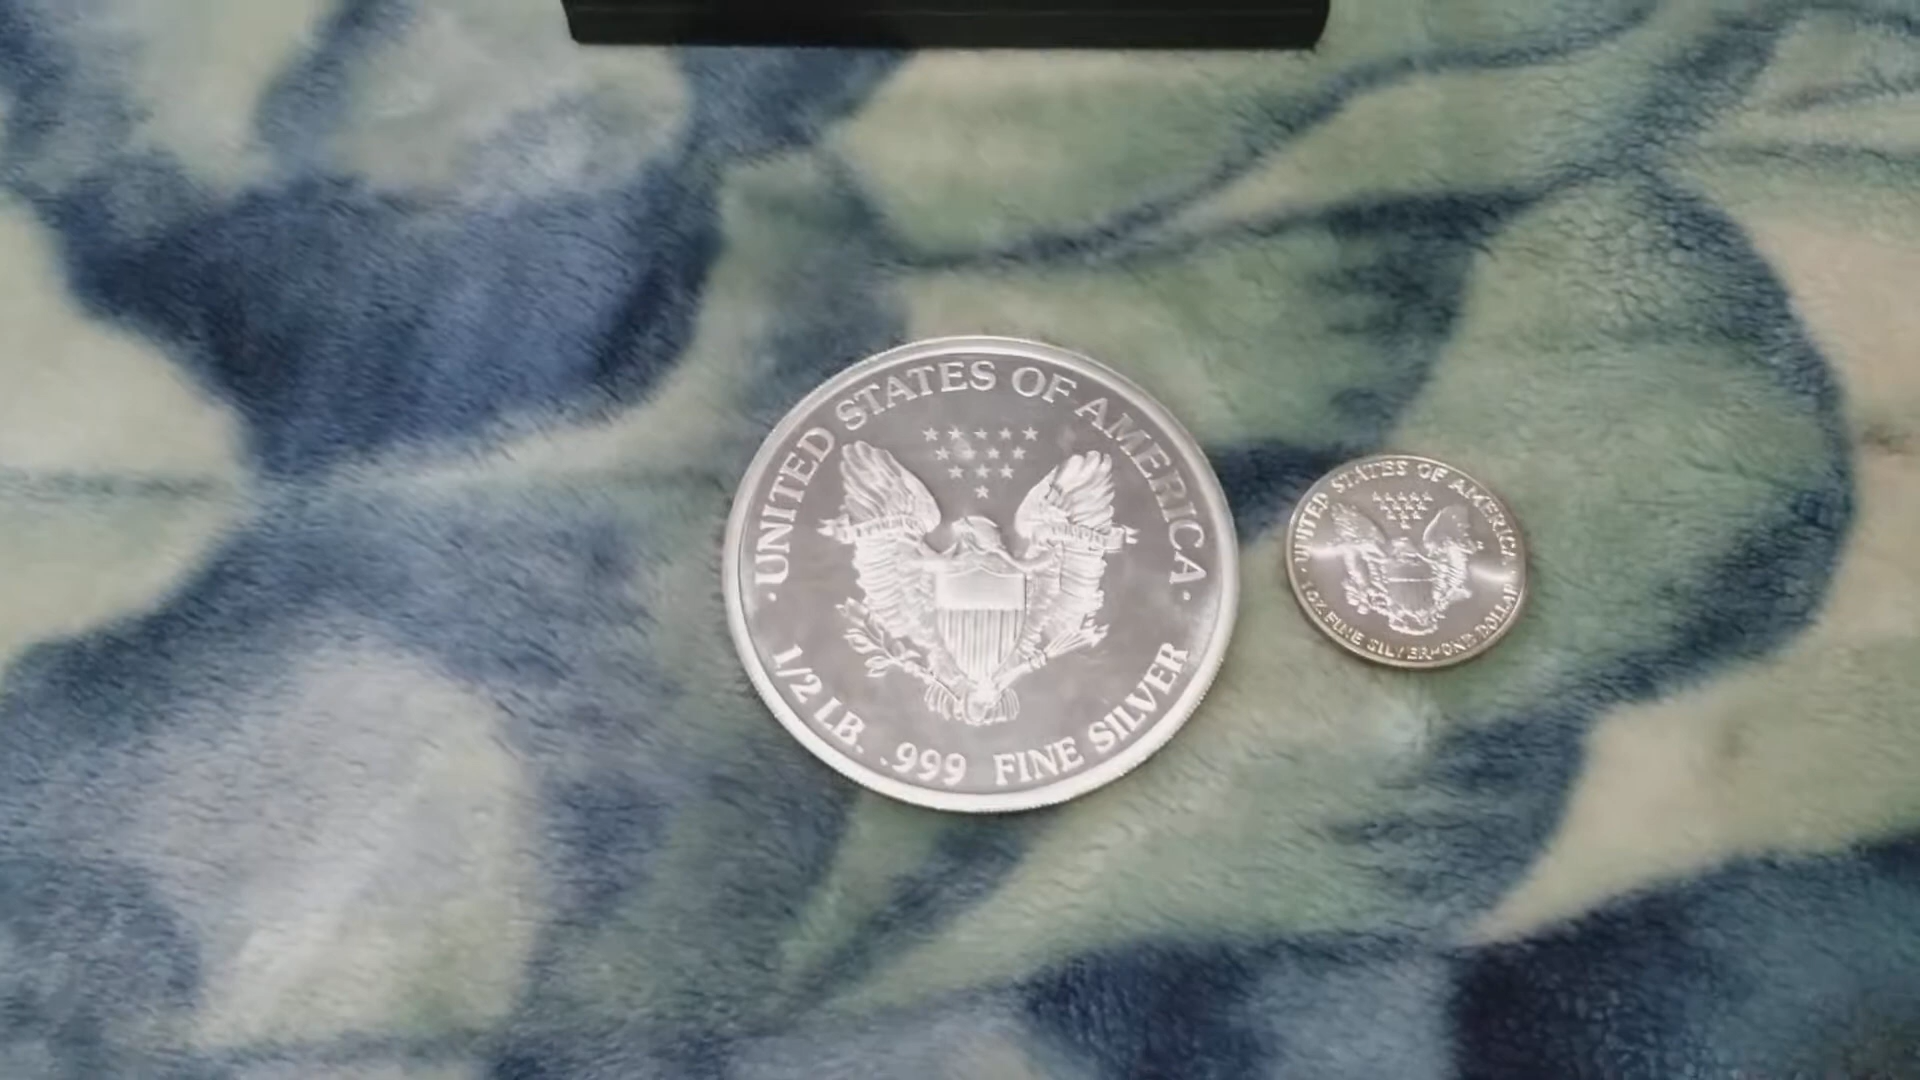 ·UNITED STATES OF AMERICA·
1/2 LB. .999 FINE SILVER
UNITED STATES OF AMERICA
1 OZ. FINE SILVER~ONE DOLLAR